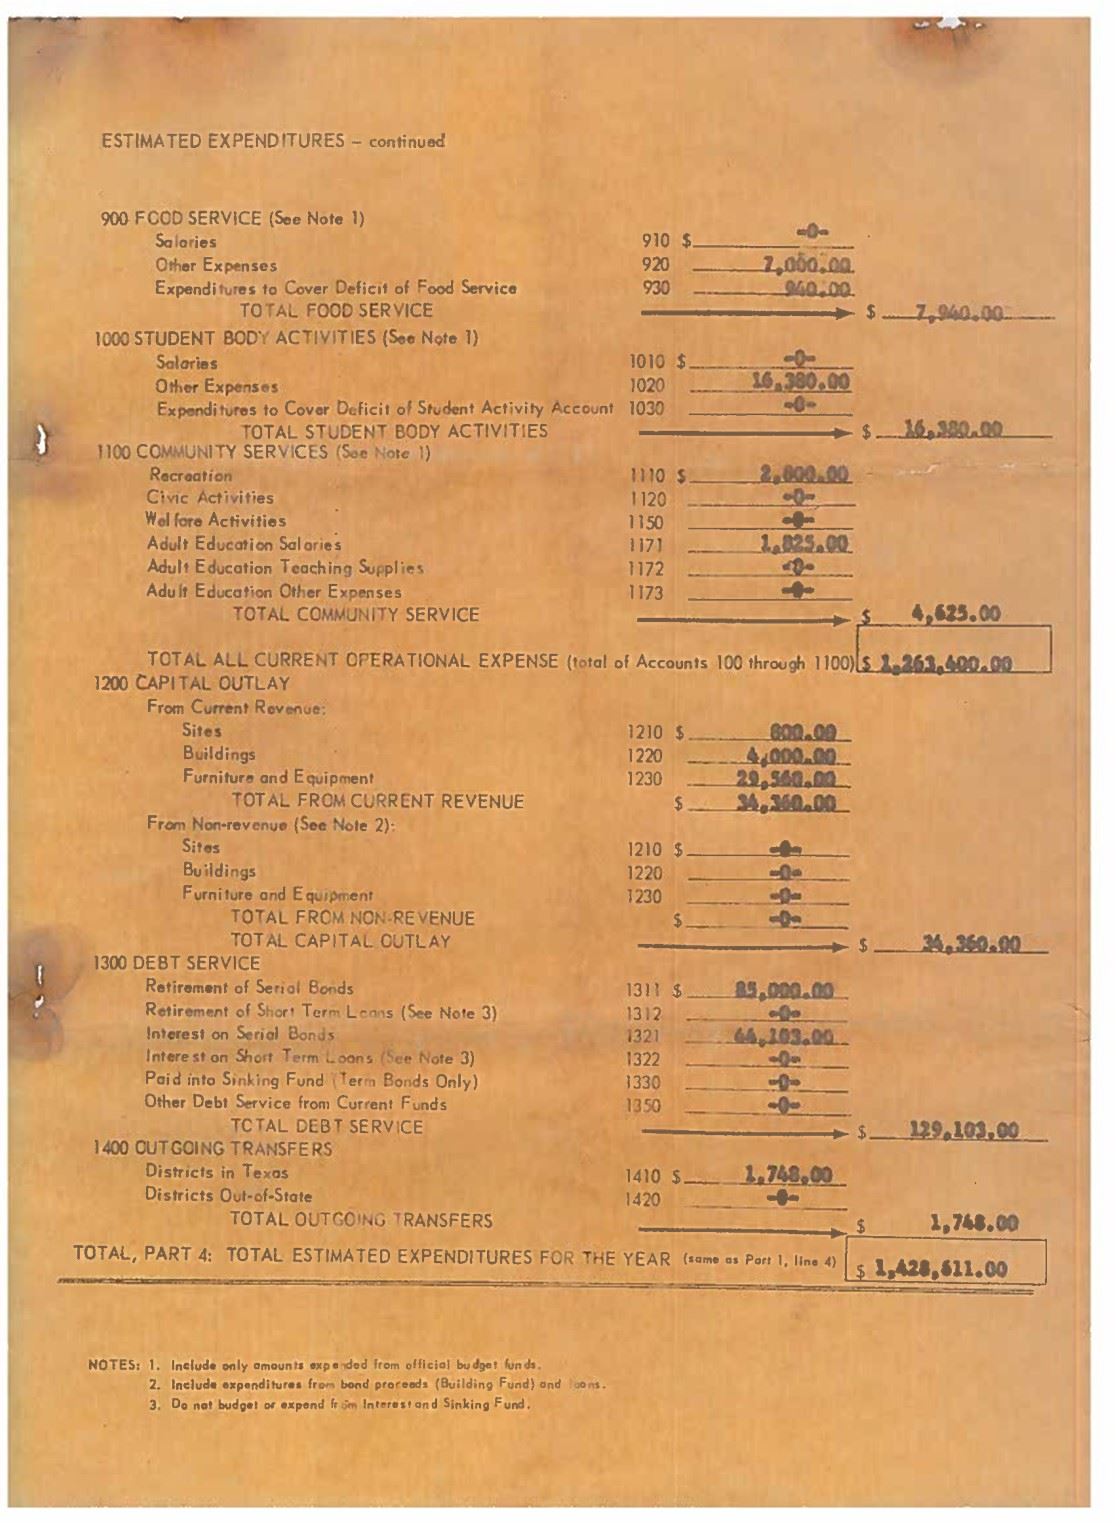 ESTIMATED EXPENDITURES – continued
900 FOOD SERVICE (See Note 1)
Salaries 910 $ -0-
Other Expenses 920 7,000.00
Expenditures to Cover Deficit of Food Service 930 940.00
TOTAL FOOD SERVICE $ 7,940.00
1000 STUDENT BODY ACTIVITIES (See Note 1)
Salaries 1010 $ -0-
Other Expenses 1020 16,380.00
Expenditures to Cover Deficit of Student Activity Account 1030 -0-
TOTAL STUDENT BODY ACTIVITIES $ 16,380.00
1100 COMMUNITY SERVICES (See Note 1)
Recreation 1110 $ 2,800.00
Civic Activities 1120 -0-
Welfare Activities 1150 -0-
Adult Education Salaries 1171 1,825.00
Adult Education Teaching Supplies 1172 -0-
Adult Education Other Expenses 1173 -0-
TOTAL COMMUNITY SERVICE $ 4,625.00
TOTAL ALL CURRENT OPERATIONAL EXPENSE (total of Accounts 100 through 1100) $ 1,263,400.00
1200 CAPITAL OUTLAY
From Current Revenue:
Sites 1210 $ 800.00
Buildings 1220 4,000.00
Furniture and Equipment 1230 29,560.00
TOTAL FROM CURRENT REVENUE $ 34,360.00
From Non-revenue (See Note 2):
Sites 1210 $ -0-
Buildings 1220 -0-
Furniture and Equipment 1230 -0-
TOTAL FROM NON-REVENUE $ -0-
TOTAL CAPITAL OUTLAY $ 34,360.00
1300 DEBT SERVICE
Retirement of Serial Bonds 1311 $ 85,000.00
Retirement of Short Term Loans (See Note 3) 1312 -0-
Interest on Serial Bonds 1321 44,103.00
Interest on Short Term Loans (See Note 3) 1322 -0-
Paid into Sinking Fund (Term Bonds Only) 1330 -0-
Other Debt Service from Current Funds 1350 -0-
TOTAL DEBT SERVICE $ 129,103.00
1400 OUTGOING TRANSFERS
Districts in Texas 1410 $ 1,748.00
Districts Out-of-State 1420 -0-
TOTAL OUTGOING TRANSFERS $ 1,748.00
TOTAL, PART 4: TOTAL ESTIMATED EXPENDITURES FOR THE YEAR (same as Part 1, line 4) $ 1,428,611.00
NOTES: 1. Include only amounts expended from official budget funds.
2. Include expenditures from bond proceeds (Building Fund) and loans.
3. Do not budget or expend from Interest and Sinking Fund.